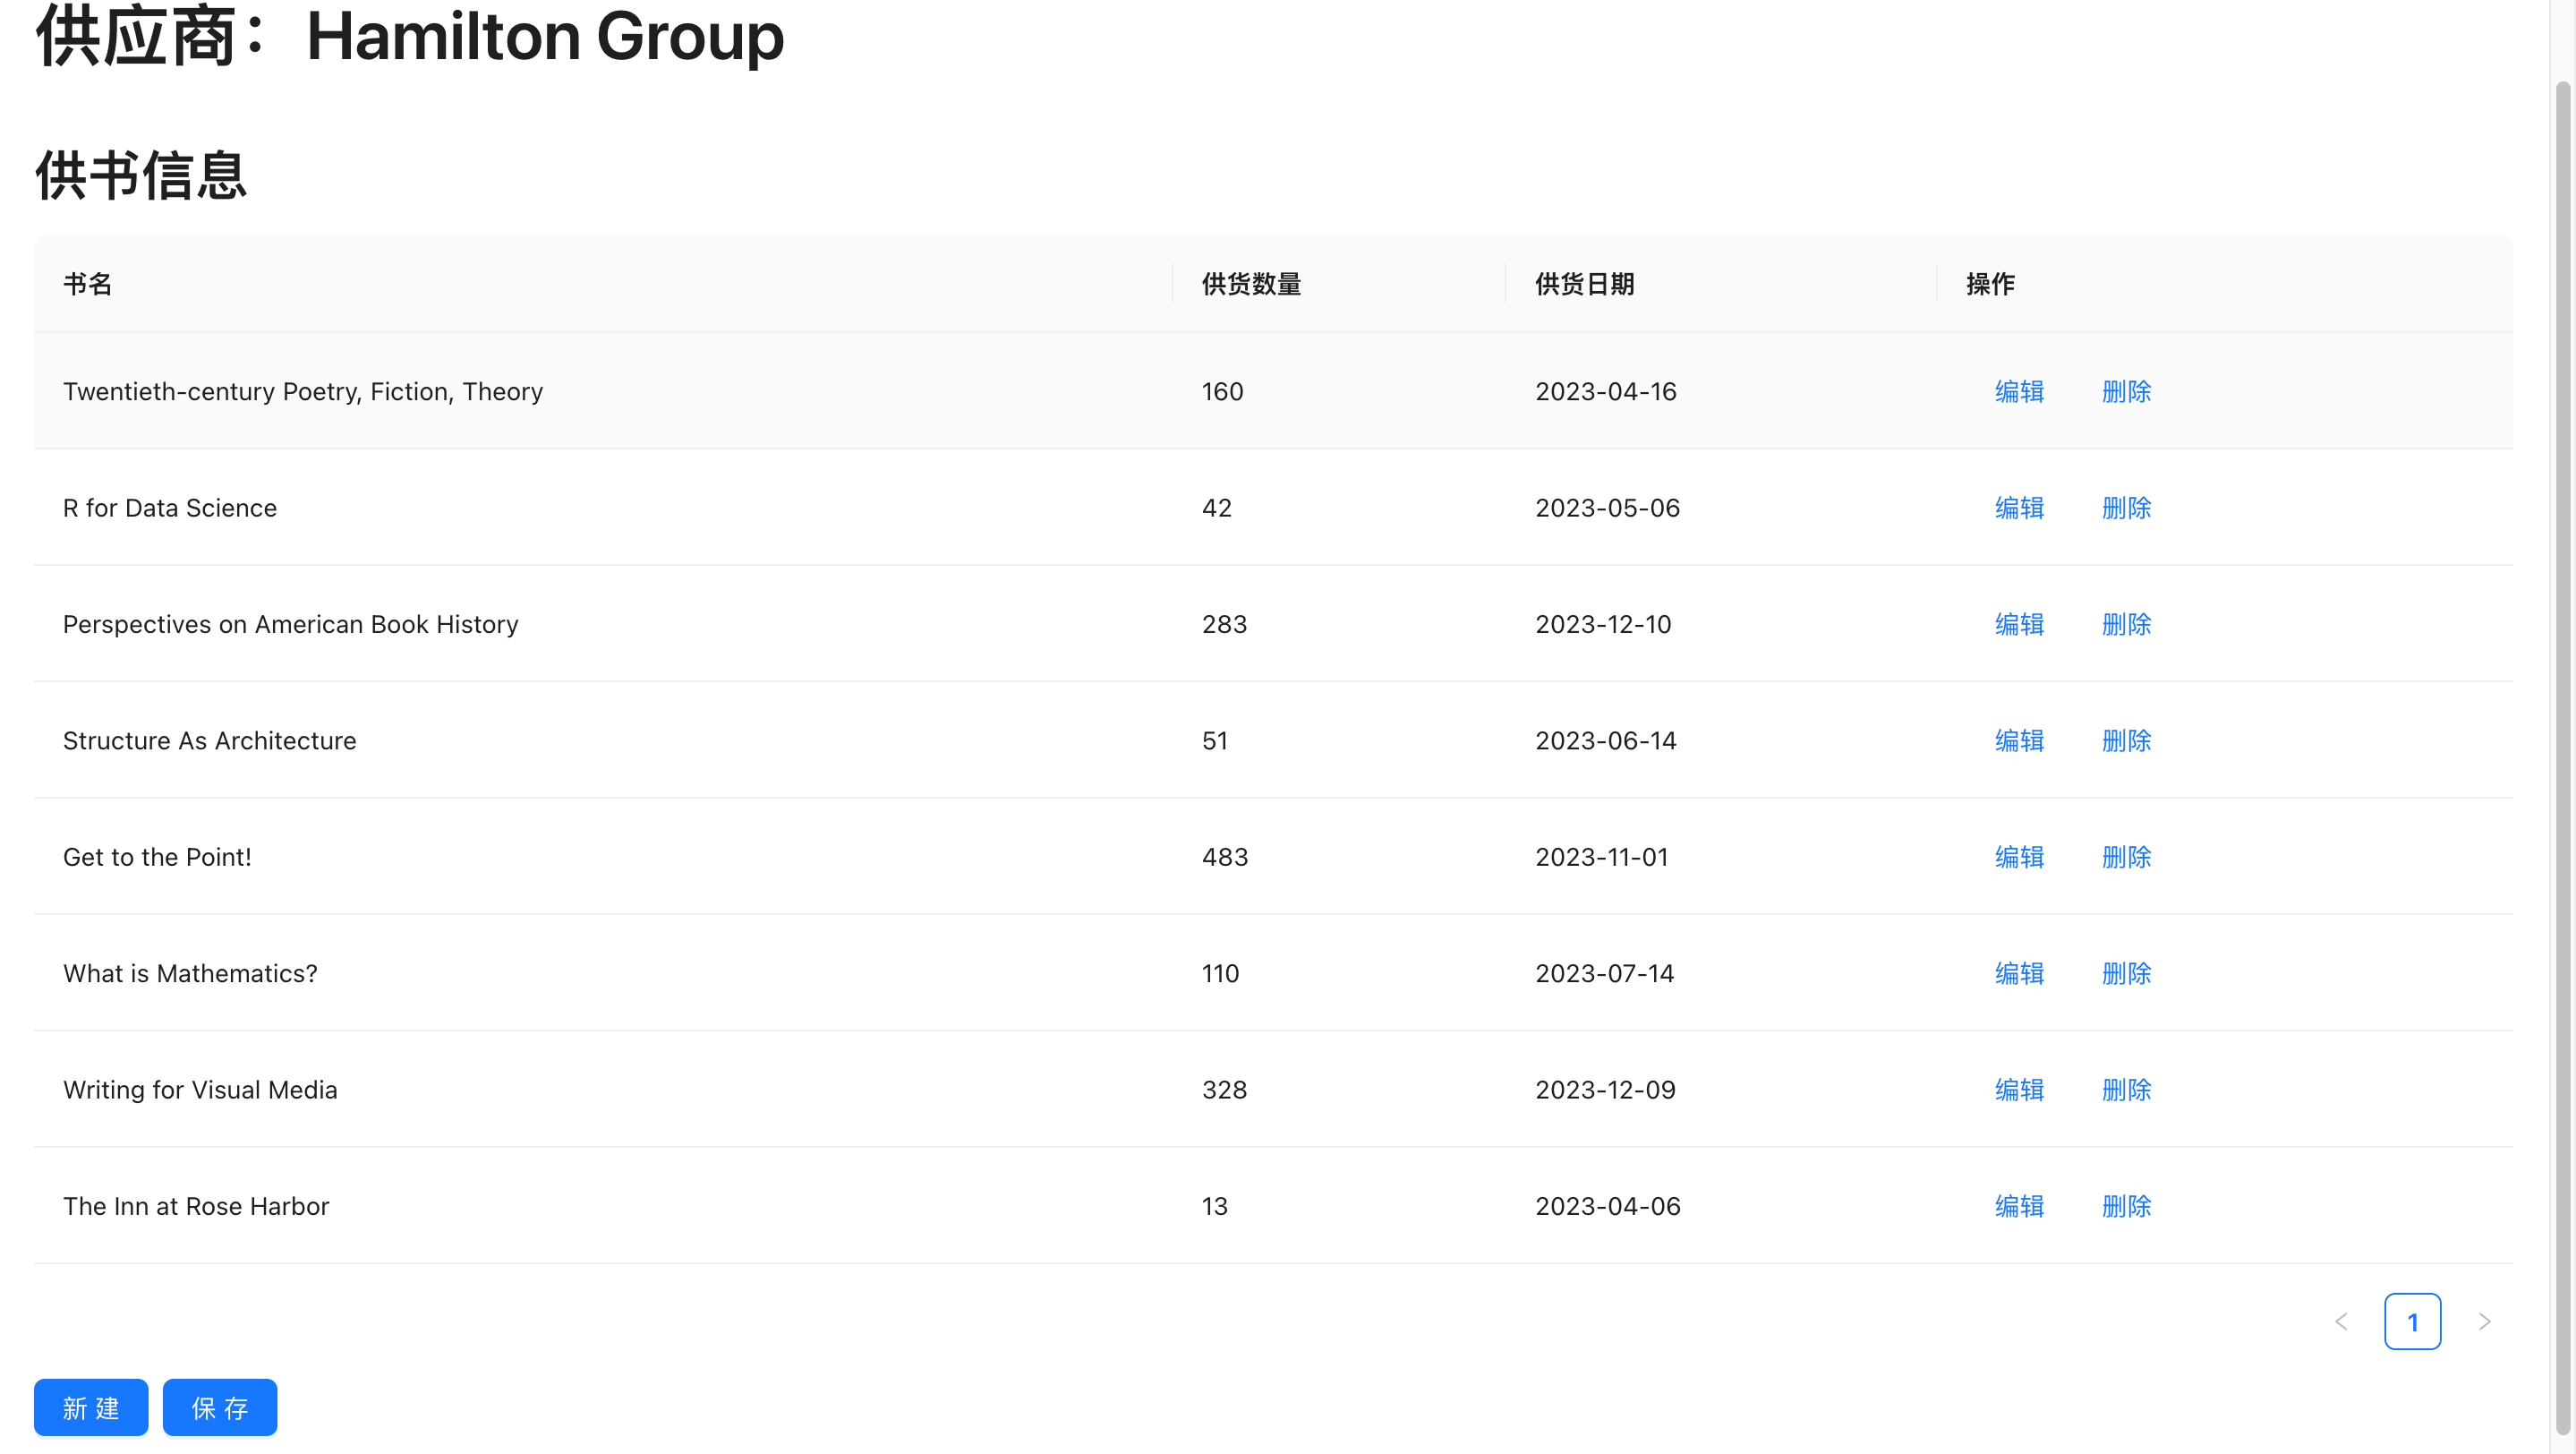 供应商：Hamilton Group
供书信息
书名 供货数量 供货日期 操作
Twentieth-century Poetry, Fiction, Theory 160 2023-04-16 编辑 删除
R for Data Science 42 2023-05-06 编辑 删除
Perspectives on American Book History 283 2023-12-10 编辑 删除
Structure As Architecture 51 2023-06-14 编辑 删除
Get to the Point! 483 2023-11-01 编辑 删除
What is Mathematics? 110 2023-07-14 编辑 删除
Writing for Visual Media 328 2023-12-09 编辑 删除
The Inn at Rose Harbor 13 2023-04-06 编辑 删除
< 1 >
新建 保存